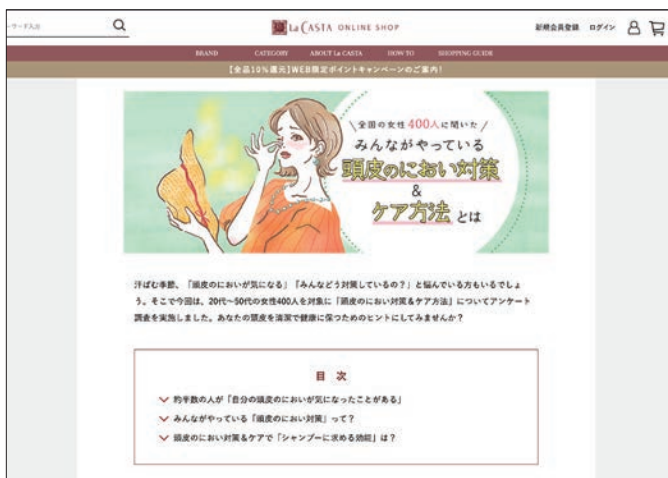 ーワード入力
La CASTA ONLINE SHOP
新規会員登録 ログイン
BRAND CATEGORY ABOUT La CASTA HOW TO SHOPPING GUIDE
【全品10%還元】WEB限定ポイントキャンペーンのご案内!
全国の女性400人に聞いた
みんながやっている
頭皮のにおい対策
&
ケア方法 とは
汗ばむ季節、「頭皮のにおいが気になる」「みんなどう対策しているの?」と悩んでいる方もいるでしょ
う。そこで今回は、20代~50代の女性400人を対象に「頭皮のにおい対策&ケア方法」についてアンケート
調査を実施しました。あなたの頭皮を清潔で健康に保つためのヒントにしてみませんか?
目 次
約半数の人が「自分の頭皮のにおいが気になったことがある」
みんながやっている「頭皮のにおい対策」って?
頭皮のにおい対策&ケアで「シャンプーに求める効能」は?